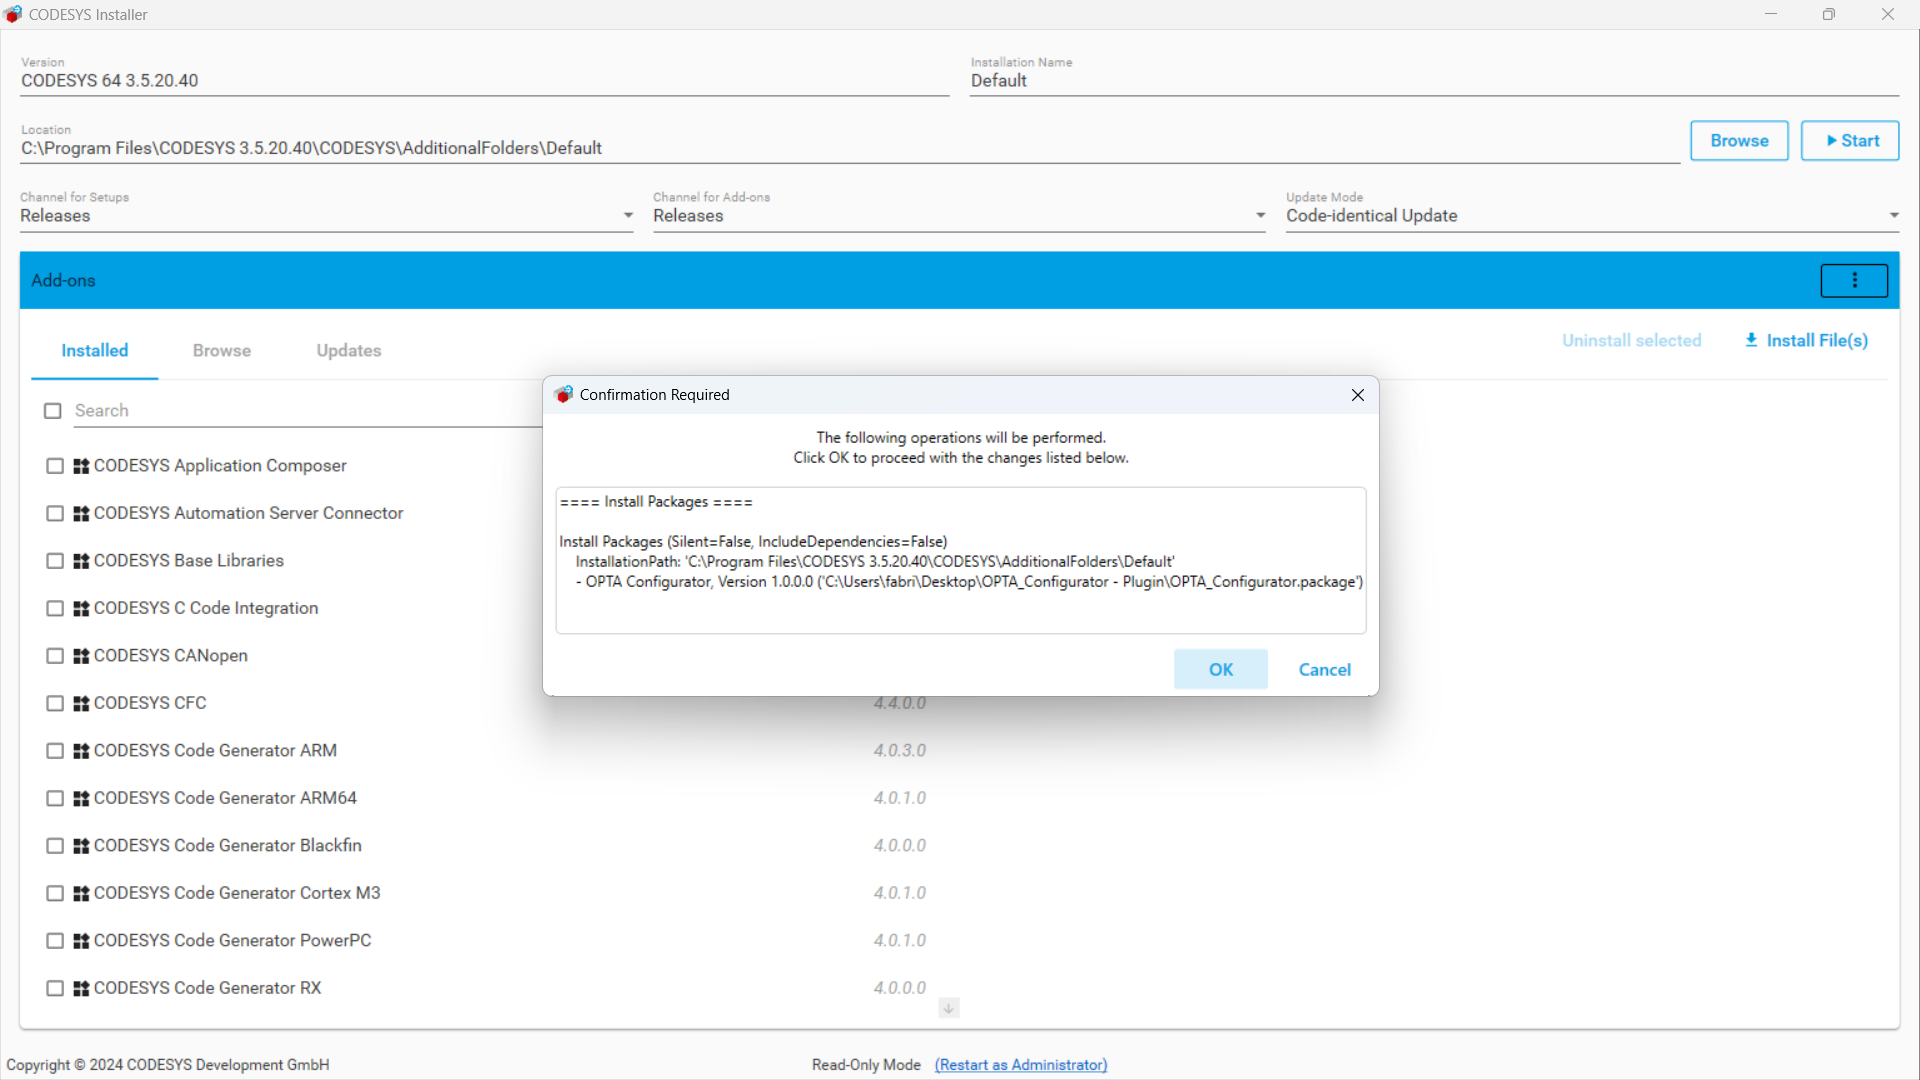 CODESYS Installer
Version
CODESYS 64 3.5.20.40
Installation Name
Default
Location
C:\Program Files\CODESYS 3.5.20.40\CODESYS\AdditionalFolders\Default
Browse
Start
Channel for Setups
Releases
Channel for Add-ons
Releases
Update Mode
Code-identical Update
Add-ons
Installed
Browse
Updates
Uninstall selected
Install File(s)
Search
Confirmation Required
The following operations will be performed.
Click OK to proceed with the changes listed below.
==== Install Packages ====
Install Packages (Silent=False, IncludeDependencies=False)
InstallationPath: 'C:\Program Files\CODESYS 3.5.20.40\CODESYS\AdditionalFolders\Default'
- OPTA Configurator, Version 1.0.0.0 ('C:\Users\fabri\Desktop\OPTA_Configurator - Plugin\OPTA_Configurator.package')
OK
Cancel
CODESYS Application Composer
CODESYS Automation Server Connector
CODESYS Base Libraries
CODESYS C Code Integration
CODESYS CANopen
CODESYS CFC 4.4.0.0
CODESYS Code Generator ARM 4.0.3.0
CODESYS Code Generator ARM64 4.0.1.0
CODESYS Code Generator Blackfin 4.0.0.0
CODESYS Code Generator Cortex M3 4.0.1.0
CODESYS Code Generator PowerPC 4.0.1.0
CODESYS Code Generator RX 4.0.0.0
Copyright © 2024 CODESYS Development GmbH
Read-Only Mode (Restart as Administrator)